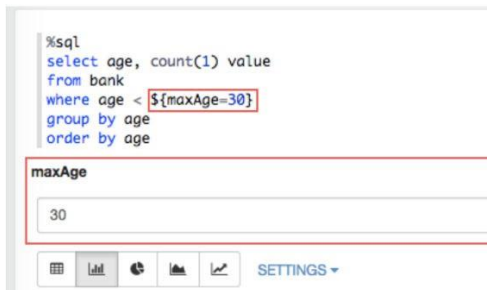 %sql
select age, count(1) value
from bank
where age < ${maxAge=30}
group by age
order by age
maxAge
30
SETTINGS